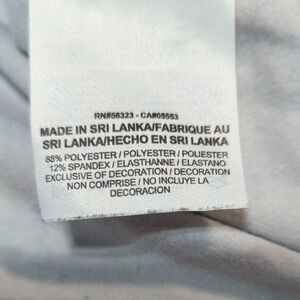 RN#56323 - CA#05553
MADE IN SRI LANKA/FABRIQUE AU
SRI LANKA/HECHO EN SRI LANKA
88% POLYESTER / POLYESTER / POLIESTER
12% SPANDEX / ELASTHANNE / ELASTANO
EXCLUSIVE OF DECORATION / DECORATION
NON COMPRISE / NO INCLUYE LA
DECORACION